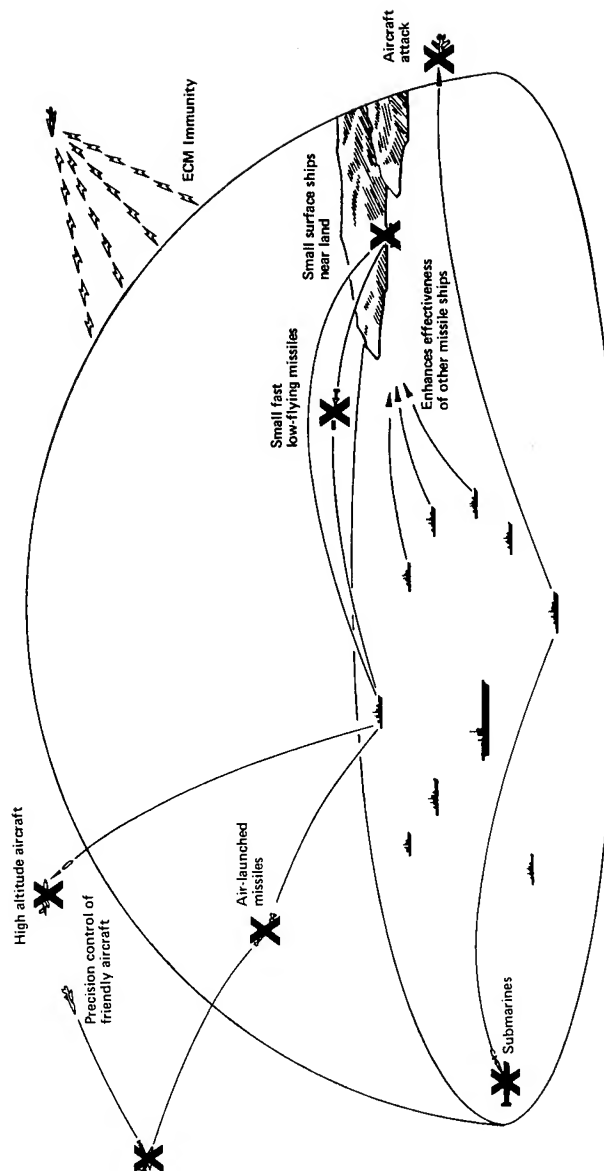 High altitude aircraft
Precision control of
friendly aircraft
Air-launched
missiles
Submarines
ECM Immunity
Small fast
low-flying missiles
Small surface ships
near land
Enhances effectiveness
of other missile ships
Aircraft
attack